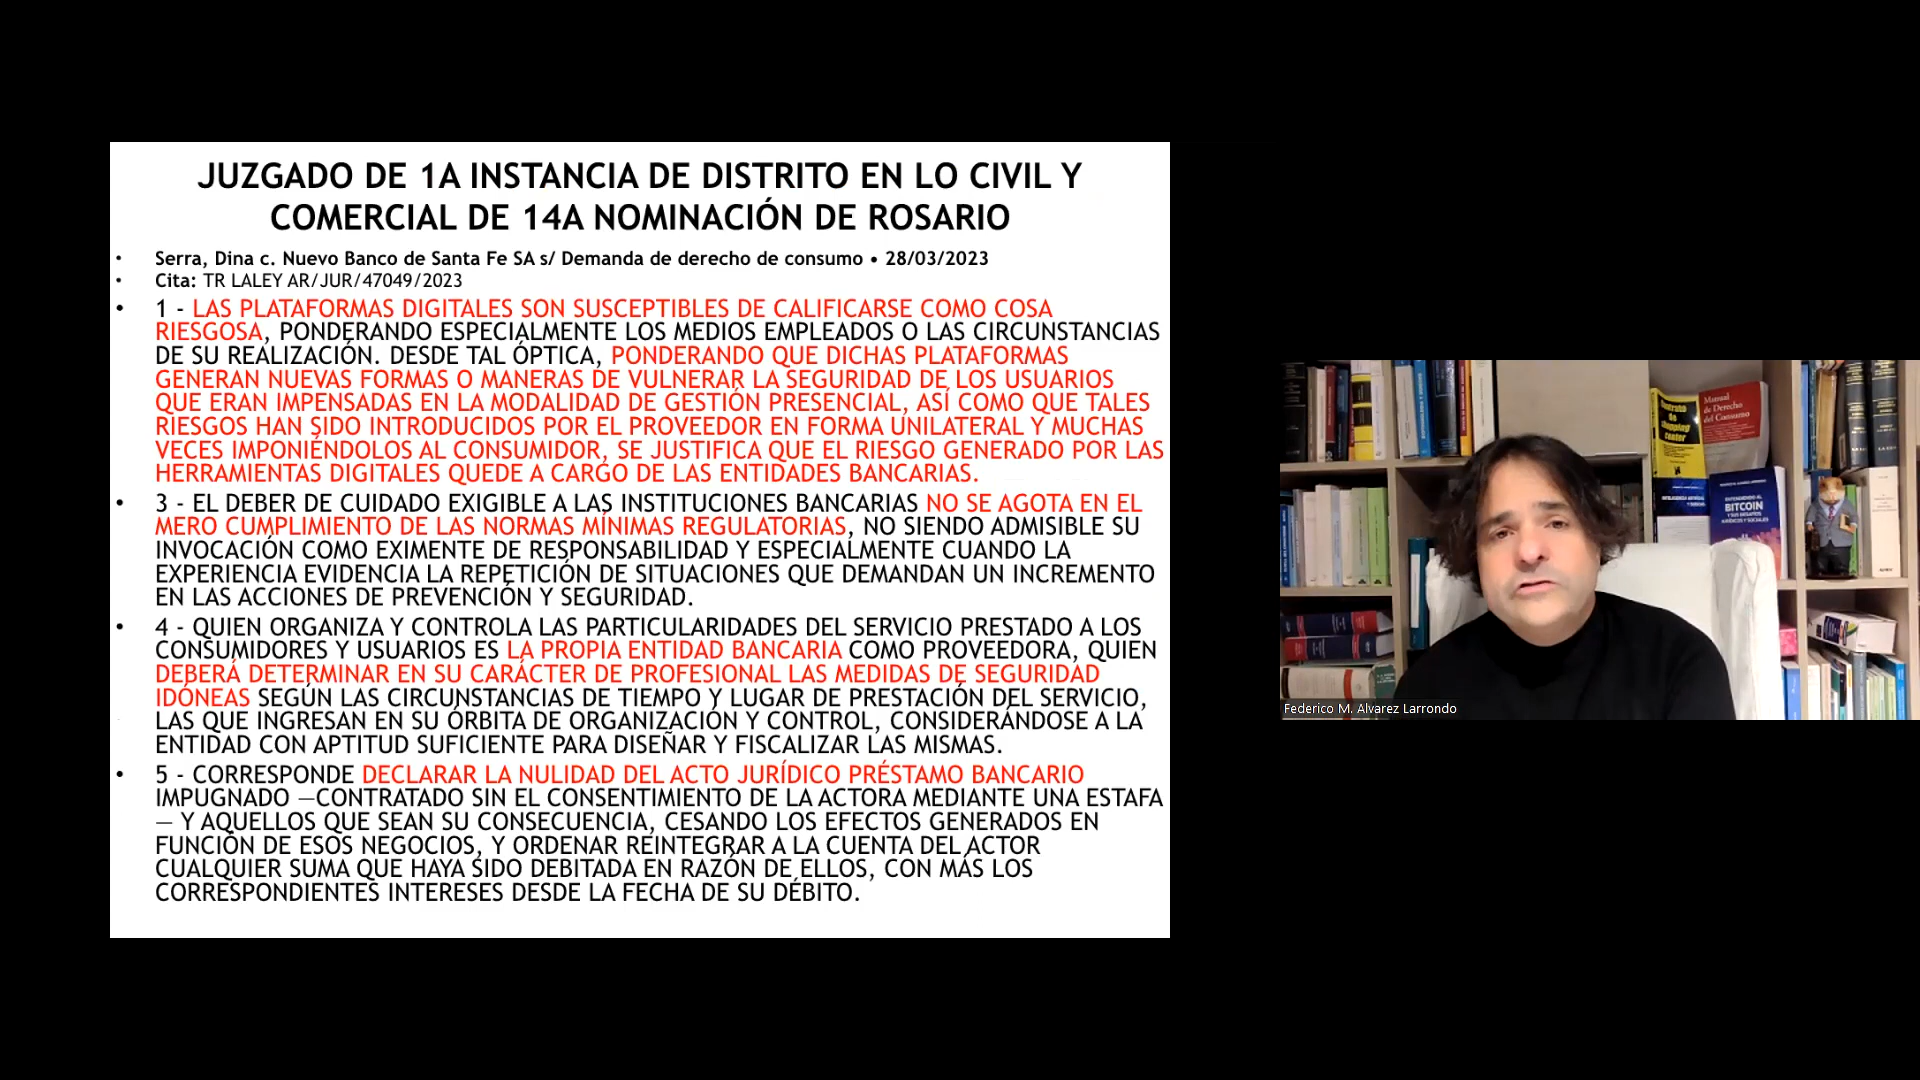 JUZGADO DE 1A INSTANCIA DE DISTRITO EN LO CIVIL Y
COMERCIAL DE 14A NOMINACIÓN DE ROSARIO
• Serra, Dina c. Nuevo Banco de Santa Fe SA s/ Demanda de derecho de consumo • 28/03/2023
• Cita: TR LALEY AR/JUR/47049/2023
• 1 - LAS PLATAFORMAS DIGITALES SON SUSCEPTIBLES DE CALIFICARSE COMO COSA
RIESGOSA, PONDERANDO ESPECIALMENTE LOS MEDIOS EMPLEADOS O LAS CIRCUNSTANCIAS
DE SU REALIZACIÓN. DESDE TAL ÓPTICA, PONDERANDO QUE DICHAS PLATAFORMAS
GENERAN NUEVAS FORMAS O MANERAS DE VULNERAR LA SEGURIDAD DE LOS USUARIOS
QUE ERAN IMPENSADAS EN LA MODALIDAD DE GESTIÓN PRESENCIAL, ASÍ COMO QUE TALES
RIESGOS HAN SIDO INTRODUCIDOS POR EL PROVEEDOR EN FORMA UNILATERAL Y MUCHAS
VECES IMPONIÉNDOLOS AL CONSUMIDOR, SE JUSTIFICA QUE EL RIESGO GENERADO POR LAS
HERRAMIENTAS DIGITALES QUEDE A CARGO DE LAS ENTIDADES BANCARIAS.
• 3 - EL DEBER DE CUIDADO EXIGIBLE A LAS INSTITUCIONES BANCARIAS NO SE AGOTA EN EL
MERO CUMPLIMIENTO DE LAS NORMAS MÍNIMAS REGULATORIAS, NO SIENDO ADMISIBLE SU
INVOCACIÓN COMO EXIMENTE DE RESPONSABILIDAD Y ESPECIALMENTE CUANDO LA
EXPERIENCIA EVIDENCIA LA REPETICIÓN DE SITUACIONES QUE DEMANDAN UN INCREMENTO
EN LAS ACCIONES DE PREVENCIÓN Y SEGURIDAD.
• 4 - QUIEN ORGANIZA Y CONTROLA LAS PARTICULARIDADES DEL SERVICIO PRESTADO A LOS
CONSUMIDORES Y USUARIOS ES LA PROPIA ENTIDAD BANCARIA COMO PROVEEDORA, QUIEN
DEBERÁ DETERMINAR EN SU CARÁCTER DE PROFESIONAL LAS MEDIDAS DE SEGURIDAD
IDÓNEAS SEGÚN LAS CIRCUNSTANCIAS DE TIEMPO Y LUGAR DE PRESTACIÓN DEL SERVICIO,
LAS QUE INGRESAN EN SU ÓRBITA DE ORGANIZACIÓN Y CONTROL, CONSIDERÁNDOSE A LA
ENTIDAD CON APTITUD SUFICIENTE PARA DISEÑAR Y FISCALIZAR LAS MISMAS.
• 5 - CORRESPONDE DECLARAR LA NULIDAD DEL ACTO JURÍDICO PRÉSTAMO BANCARIO
IMPUGNADO —CONTRATADO SIN EL CONSENTIMIENTO DE LA ACTORA MEDIANTE UNA ESTAFA
— Y AQUELLOS QUE SEAN SU CONSECUENCIA, CESANDO LOS EFECTOS GENERADOS EN
FUNCIÓN DE ESOS NEGOCIOS, Y ORDENAR REINTEGRAR A LA CUENTA DEL ACTOR
CUALQUIER SUMA QUE HAYA SIDO DEBITADA EN RAZÓN DE ELLOS, CON MÁS LOS
CORRESPONDIENTES INTERESES DESDE LA FECHA DE SU DÉBITO.
Manual
de Derecho
del Consumo
shopping
center
BITCOIN
Federico M. Alvarez Larrondo